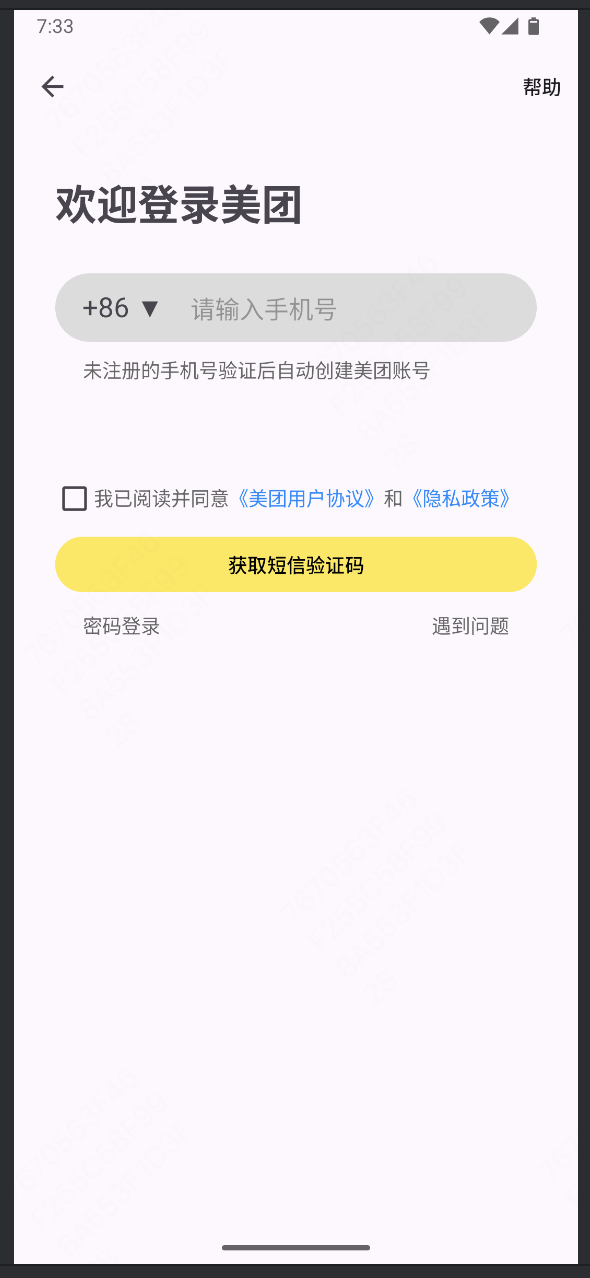 7:33
帮助
欢迎登录美团
+86 ▼ 请输入手机号
未注册的手机号验证后自动创建美团账号
我已阅读并同意《美团用户协议》和《隐私政策》
获取短信验证码
密码登录 遇到问题